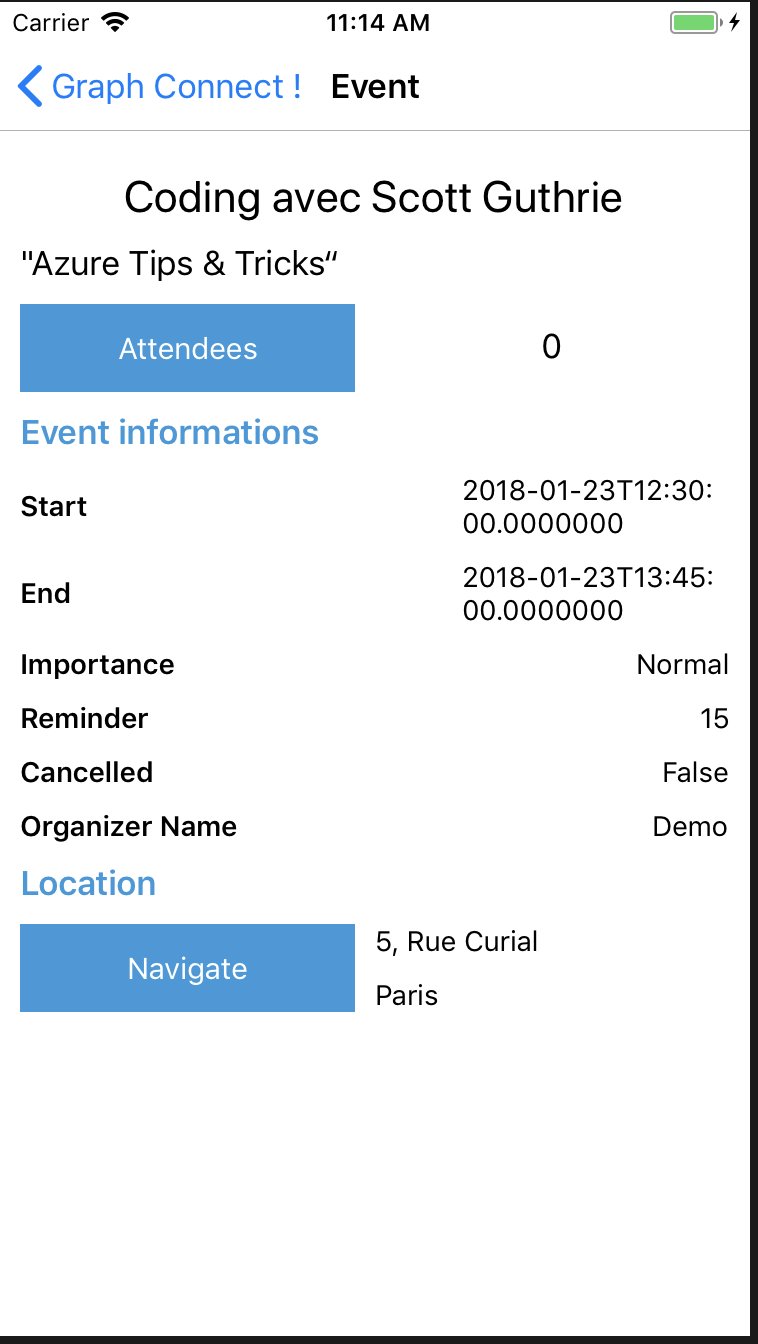 Carrier 11:14 AM
Graph Connect ! Event
Coding avec Scott Guthrie
"Azure Tips & Tricks“
Attendees 0
Event informations
Start 2018-01-23T12:30:
00.0000000
End 2018-01-23T13:45:
00.0000000
Importance Normal
Reminder 15
Cancelled False
Organizer Name Demo
Location
Navigate 5, Rue Curial
Paris